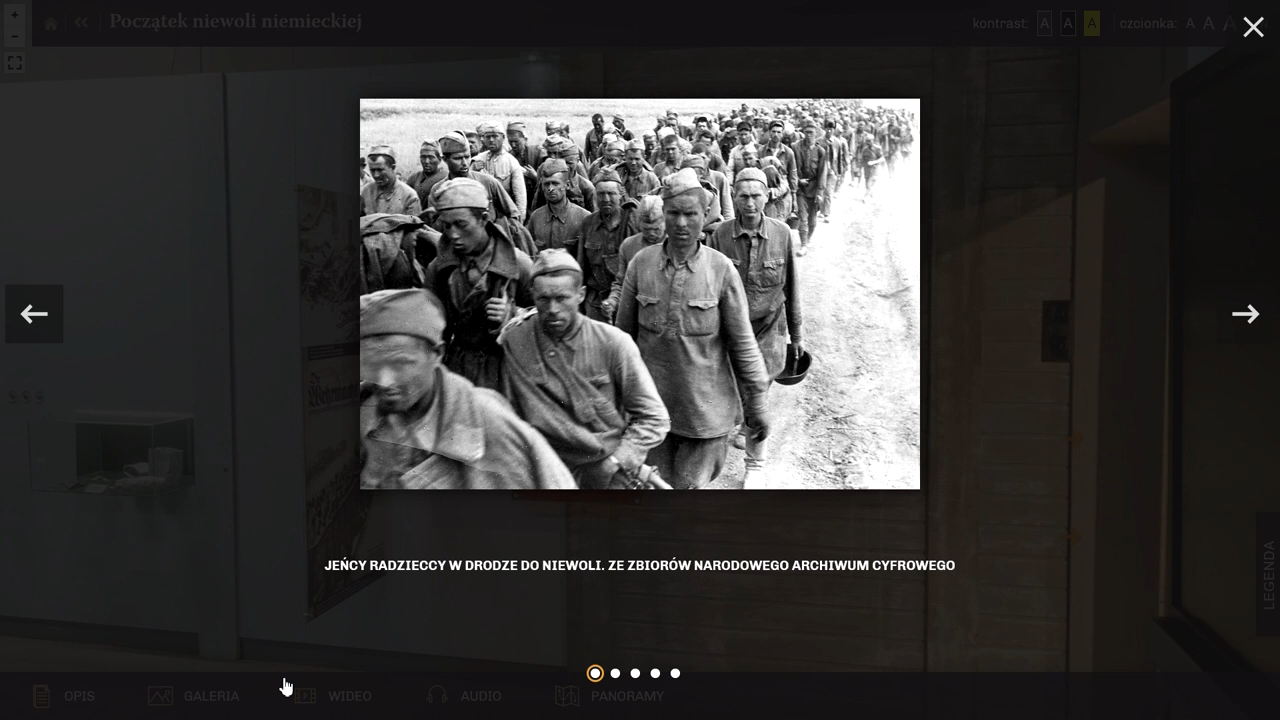 Początek niewoli niemieckiej
kontrast: A A A czcionka: A A A
JEŃCY RADZIECCY W DRODZE DO NIEWOLI. ZE ZBIORÓW NARODOWEGO ARCHIWUM CYFROWEGO
LEGENDA
OPIS GALERIA WIDEO AUDIO PANORAMY